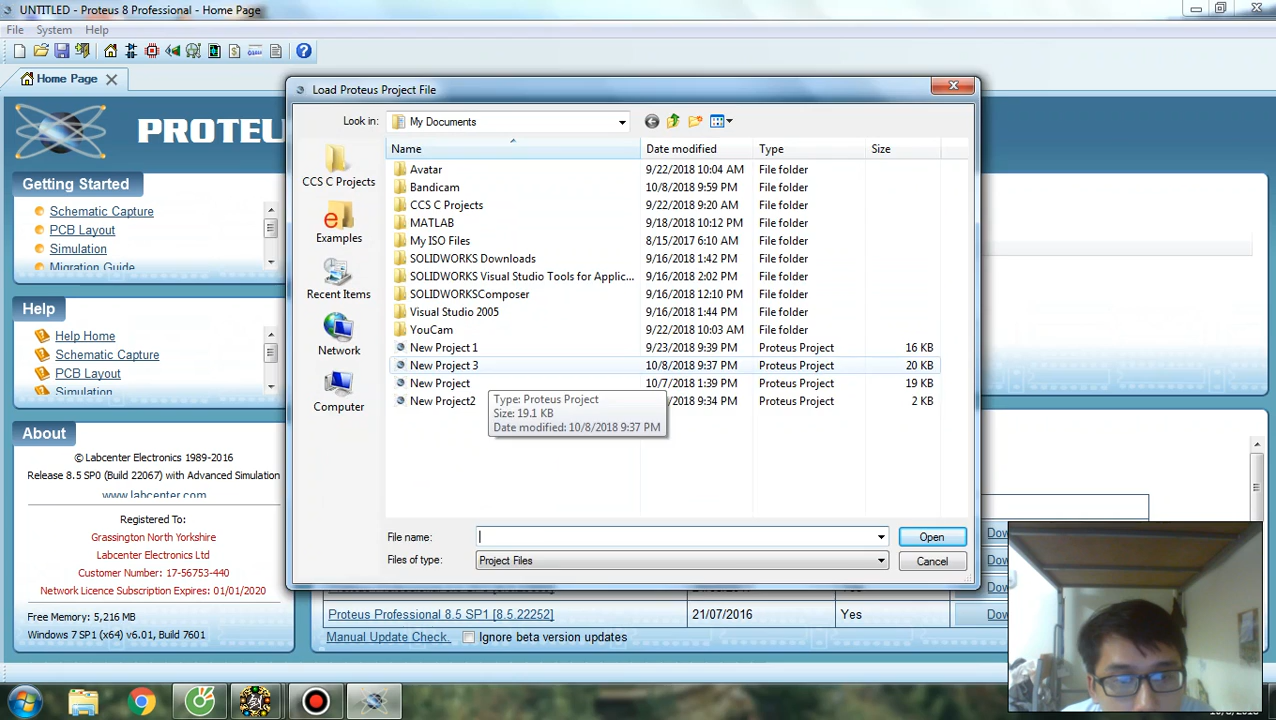 UNTITLED - Proteus 8 Professional - Home Page
File System Help
Home Page
PROTEU
Getting Started
Schematic Capture
PCB Layout
Simulation
Migration Guide
Help
Help Home
Schematic Capture
PCB Layout
Simulation
About
© Labcenter Electronics 1989-2016
Release 8.5 SP0 (Build 22067) with Advanced Simulation
www.labcenter.com
Registered To:
Grassington North Yorkshire
Labcenter Electronics Ltd
Customer Number: 17-56753-440
Network Licence Subscription Expires: 01/01/2020
Free Memory: 5,216 MB
Windows 7 SP1 (x64) v6.01, Build 7601
Load Proteus Project File
Look in: My Documents
CCS C Projects
Examples
Recent Items
Network
Computer
Name Date modified Type Size
Avatar 9/22/2018 10:04 AM File folder
Bandicam 10/8/2018 9:59 PM File folder
CCS C Projects 9/22/2018 9:20 AM File folder
MATLAB 9/18/2018 10:12 PM File folder
My ISO Files 8/15/2017 6:10 AM File folder
SOLIDWORKS Downloads 9/16/2018 1:42 PM File folder
SOLIDWORKS Visual Studio Tools for Applic... 9/16/2018 2:02 PM File folder
SOLIDWORKSComposer 9/16/2018 12:10 PM File folder
Visual Studio 2005 9/16/2018 1:44 PM File folder
YouCam 9/22/2018 10:03 AM File folder
New Project 1 9/23/2018 9:39 PM Proteus Project 16 KB
New Project 3 10/8/2018 9:37 PM Proteus Project 20 KB
New Project 10/7/2018 1:39 PM Proteus Project 19 KB
New Project2 /2018 9:34 PM Proteus Project 2 KB
Type: Proteus Project
Size: 19.1 KB
Date modified: 10/8/2018 9:37 PM
File name: Open
Files of type: Project Files Cancel
Dow
Dow
Dow
Proteus Professional 8.5 SP1 [8.5.22252] 21/07/2016 Yes Dow
Manual Update Check. Ignore beta version updates